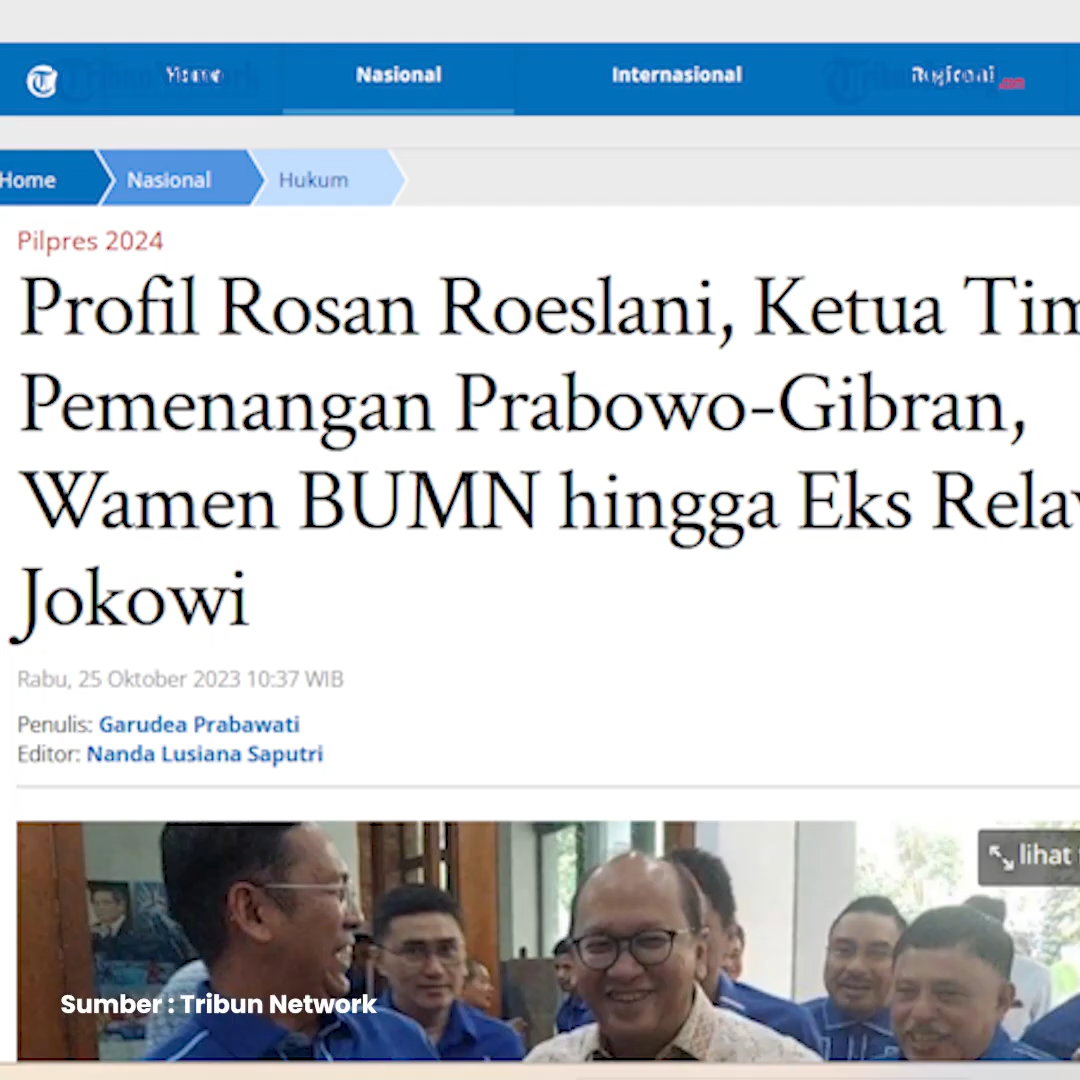 Home Nasional Internasional Regional
Home Nasional Hukum
Pilpres 2024
Profil Rosan Roeslani, Ketua Tim
Pemenangan Prabowo-Gibran,
Wamen BUMN hingga Eks Rela
Jokowi
Rabu, 25 Oktober 2023 10:37 WIB
Penulis: Garudea Prabawati
Editor: Nanda Lusiana Saputri
lihat
Sumber : Tribun Network